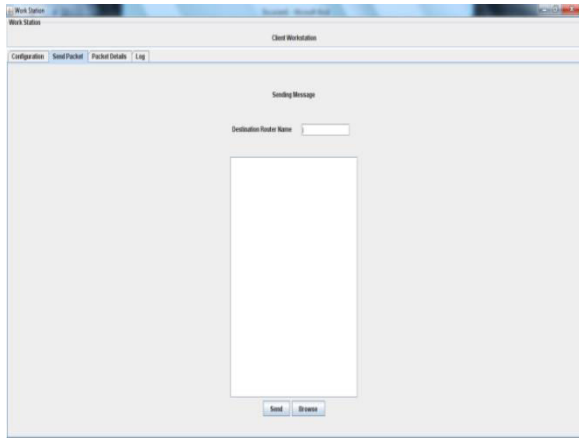 Work Station
Work Station
Client Workstation
Configuration Send Packet Packet Details Log
Sending Message
Destination Router Name
Send Browse